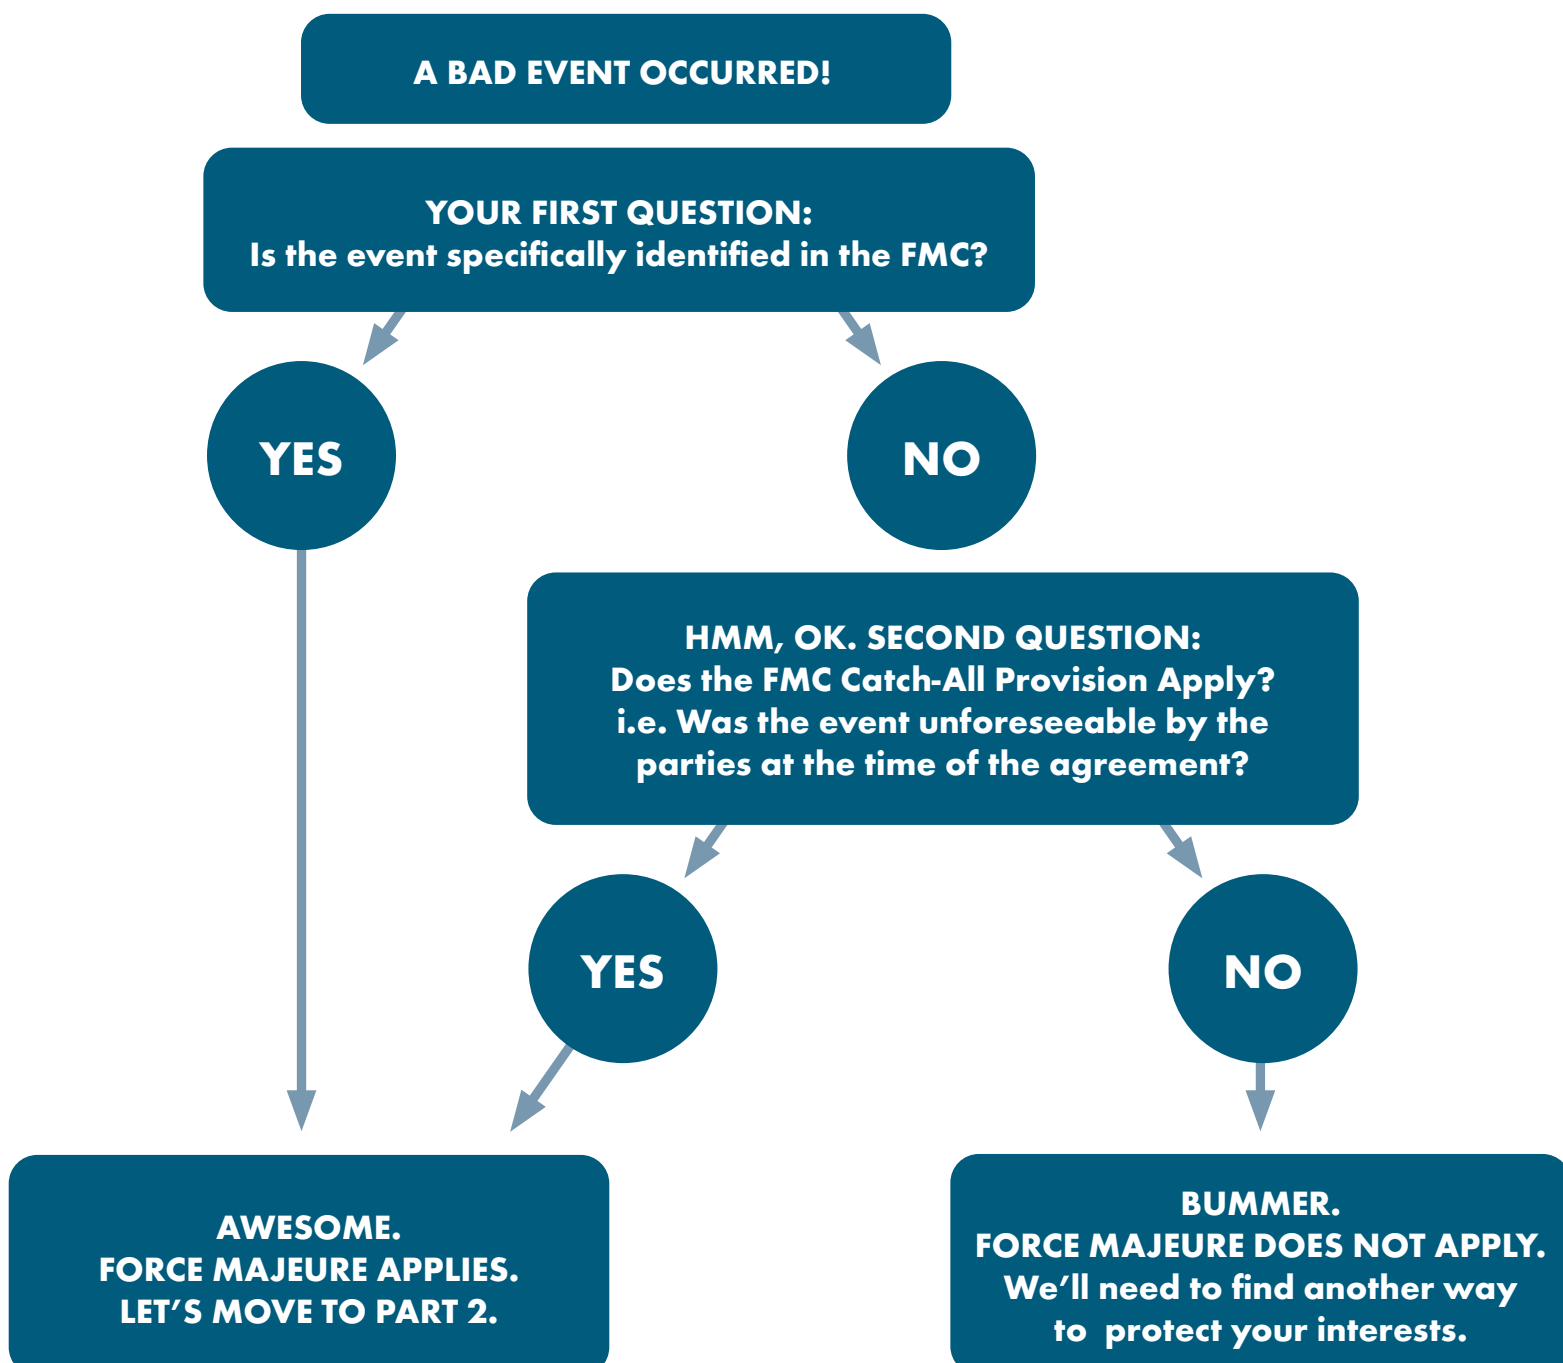 A BAD EVENT OCCURRED!
YOUR FIRST QUESTION:
Is the event specifically identified in the FMC?
YES
NO
HMM, OK. SECOND QUESTION:
Does the FMC Catch-All Provision Apply?
i.e. Was the event unforeseeable by the
parties at the time of the agreement?
YES
NO
AWESOME.
FORCE MAJEURE APPLIES.
LET’S MOVE TO PART 2.
BUMMER.
FORCE MAJEURE DOES NOT APPLY.
We’ll need to find another way
to protect your interests.